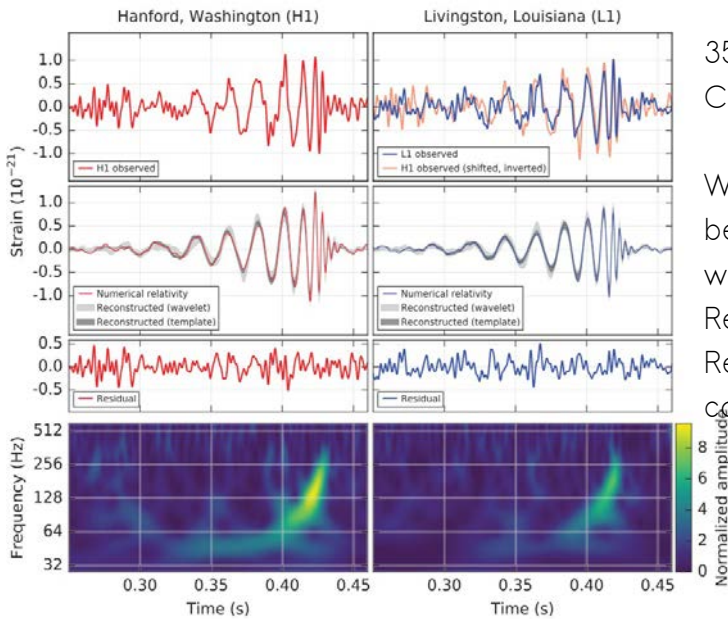 Hanford, Washington (H1)
Livingston, Louisiana (L1)
Strain (10⁻²¹)
1.0
0.5
0.0
-0.5
-1.0
H1 observed
L1 observed
H1 observed (shifted, inverted)
1.0
0.5
0.0
-0.5
-1.0
Numerical relativity
Reconstructed (wavelet)
Reconstructed (template)
Numerical relativity
Reconstructed (wavelet)
Reconstructed (template)
0.5
0.0
-0.5
Residual
Residual
Frequency (Hz)
512
256
128
64
32
0.30
0.35
0.40
0.45
Time (s)
0.30
0.35
0.40
0.45
Time (s)
8
6
4
2
0
Normalized amplitude
35